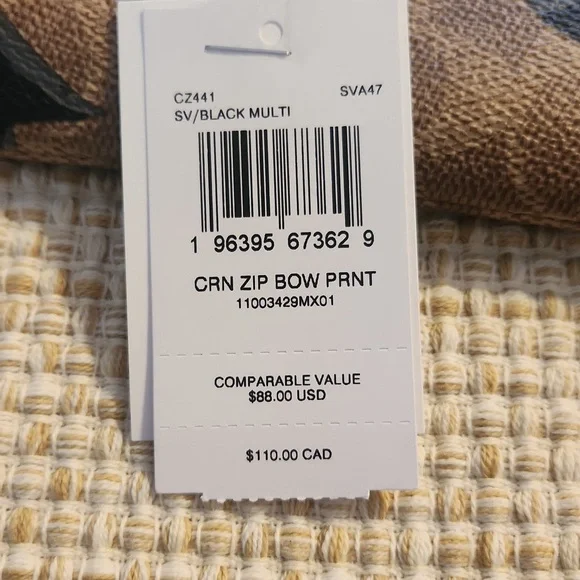 CZ441 SVA47
SV/BLACK MULTI
1 96395 67362 9
CRN ZIP BOW PRNT
11003429MX01
COMPARABLE VALUE
$88.00 USD
$110.00 CAD